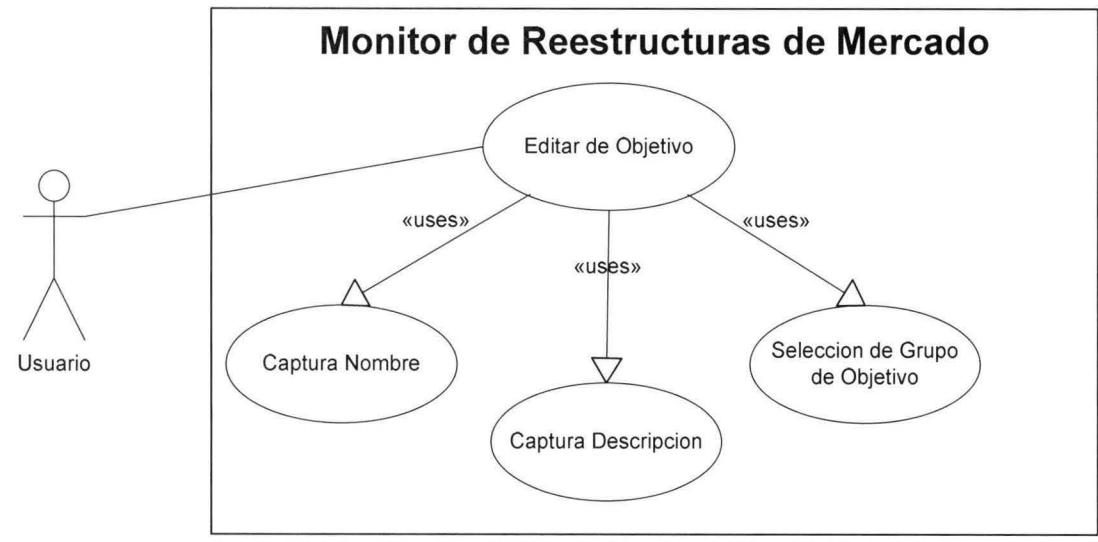 Monitor de Reestructuras de Mercado
Editar de Objetivo
«uses»
«uses»
«uses»
Usuario
Captura Nombre
Seleccion de Grupo
de Objetivo
Captura Descripcion